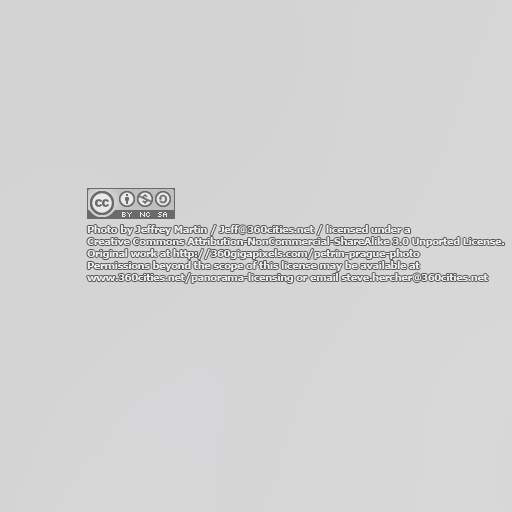 cc
BY NC SA
Photo by Jeffrey Martin / Jeff@360cities.net / licensed under a
Creative Commons Attribution-NonCommercial-ShareAlike 3.0 Unported License.
Original work at http://360gigapixels.com/petrin-prague-photo
Permissions beyond the scope of this license may be available at
www.360cities.net/panorama-licensing or email steve.hercher@360cities.net